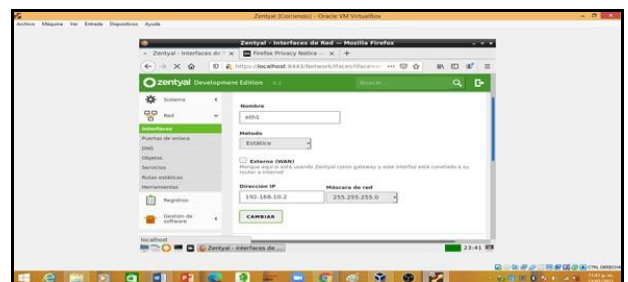 Zentyal [Corriendo] - Oracle VM VirtualBox
Archivo Máquina Ver Entrada Dispositivos Ayuda
Zentyal - Interfaces de Red — Mozilla Firefox
Zentyal - Interfaces de
Firefox Privacy Notice
https://localhost:8443/Network/Ifaces?iface=
zentyal Development Edition
Buscar...
Sistema
Red
Interfaces
Puertas de enlace
DNS
Objetos
Servicios
Rutas estáticas
Herramientas
Registros
Gestión de software
Nombre
eth1
Método
Estático
Externo (WAN)
Marque aquí si está usando Zentyal como gateway y este interfaz está conectado a su
router a Internet
Dirección IP
Máscara de red
192.168.10.2
255.255.255.0
CAMBIAR
localhost
Zentyal - Interfaces de ...
23:41
CTRL DERECHA